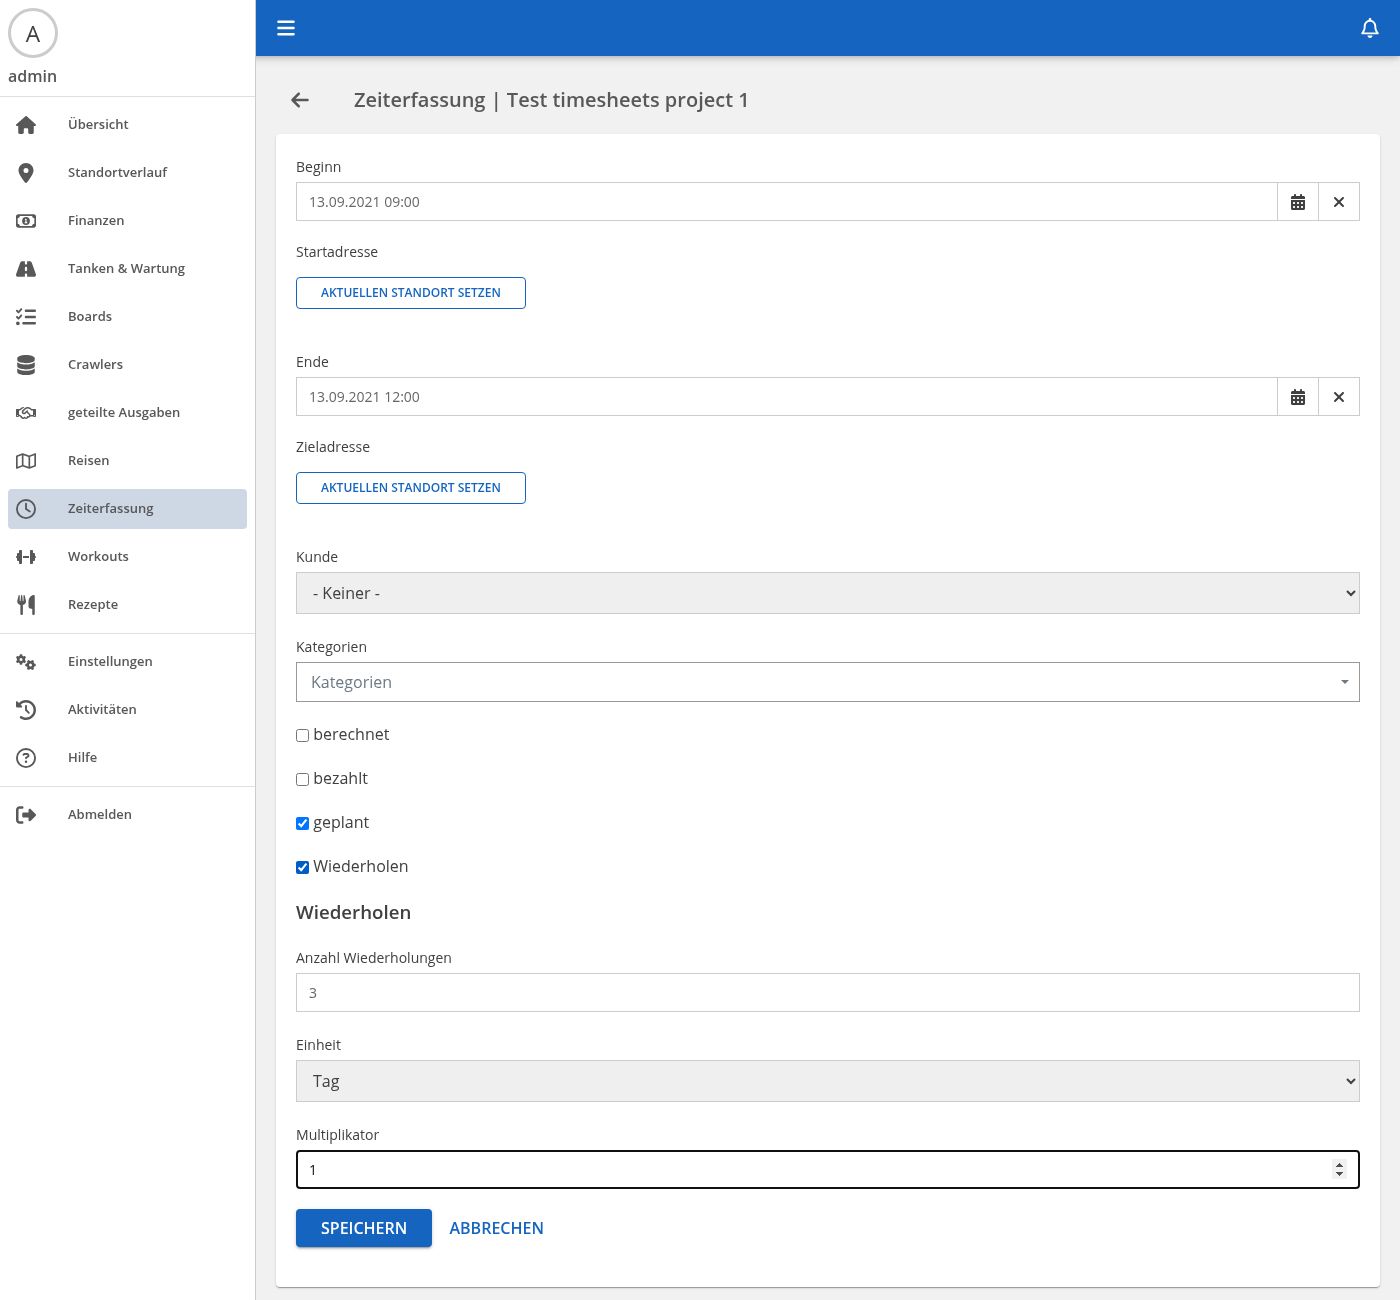 A
admin
Übersicht
Standortverlauf
Finanzen
Tanken & Wartung
Boards
Crawlers
geteilte Ausgaben
Reisen
Zeiterfassung
Workouts
Rezepte
Einstellungen
Aktivitäten
Hilfe
Abmelden
Zeiterfassung | Test timesheets project 1
Beginn
13.09.2021 09:00
Startadresse
AKTUELLEN STANDORT SETZEN
Ende
13.09.2021 12:00
Zieladresse
AKTUELLEN STANDORT SETZEN
Kunde
- Keiner -
Kategorien
Kategorien
berechnet
bezahlt
geplant
Wiederholen
Wiederholen
Anzahl Wiederholungen
3
Einheit
Tag
Multiplikator
1
SPEICHERN ABBRECHEN